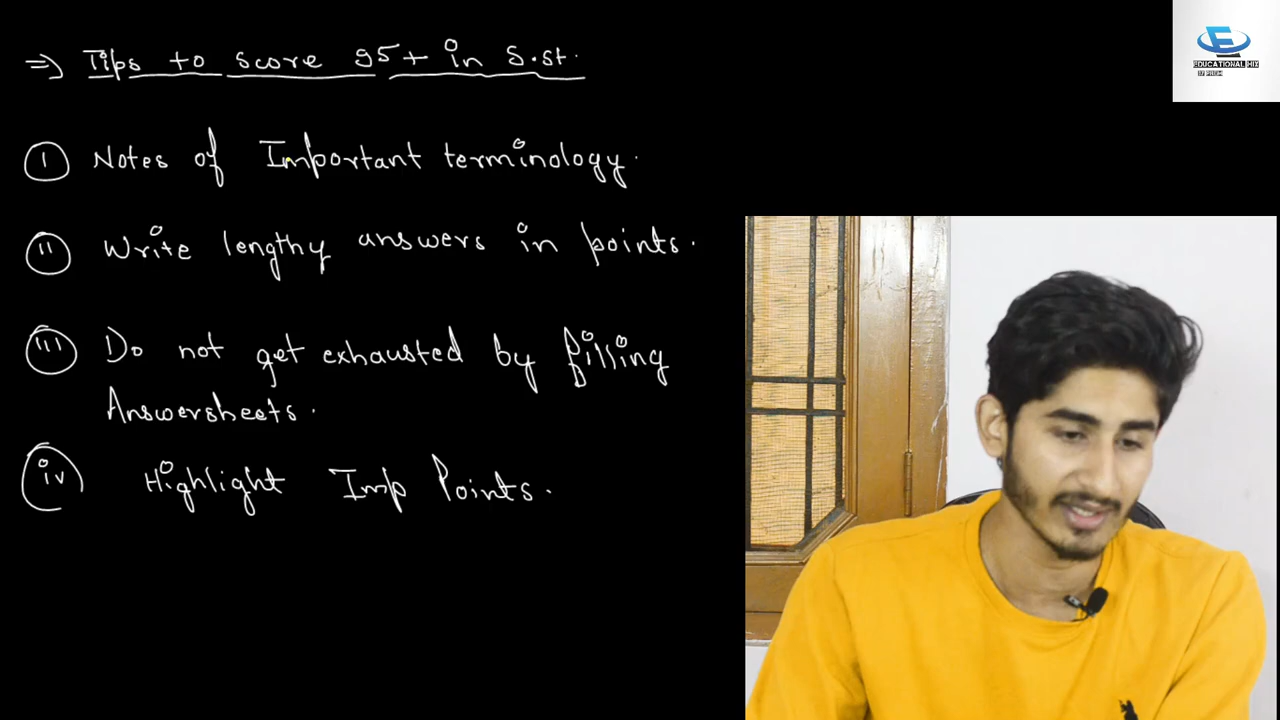 ⇒ Tips to score 95+ in S.st.
(i) Notes of Important terminology.
(ii) Write lengthy answers in points.
(iii) Do not get exhausted by filling
Answersheets.
(iv) Highlight Imp Points.
E
EDUCATIONAL